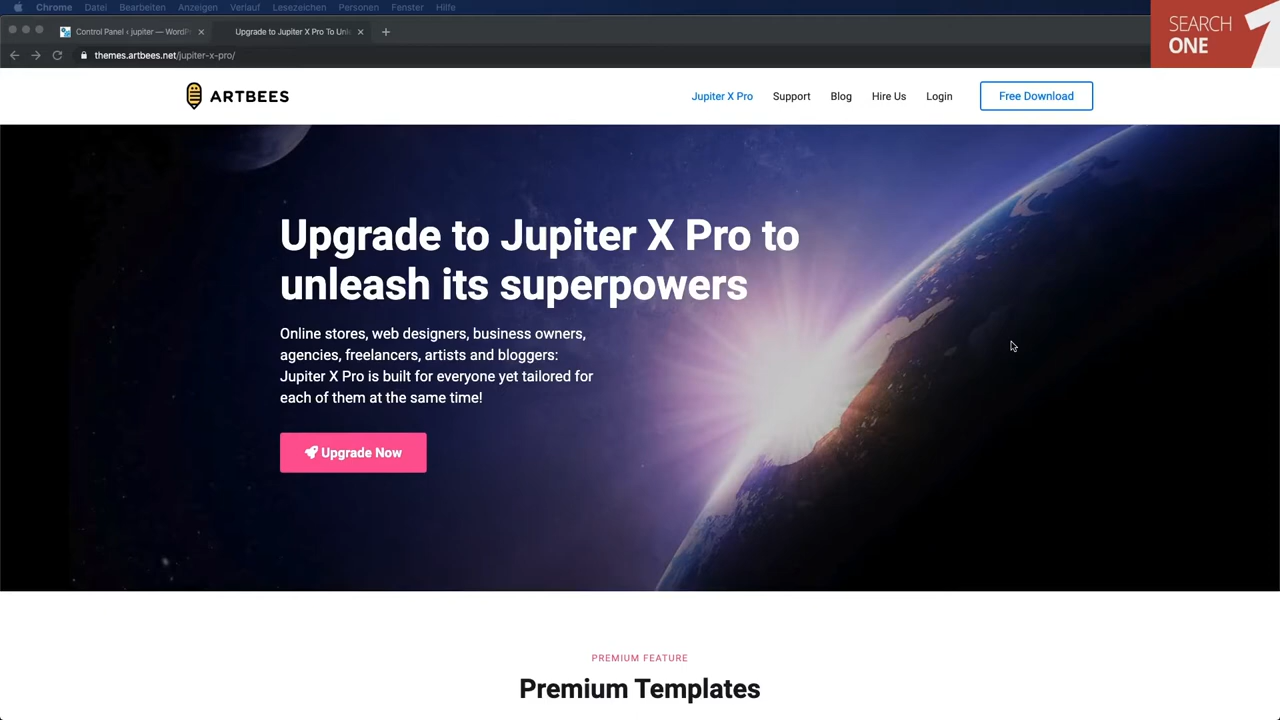 Chrome Datei Bearbeiten Anzeigen Verlauf Lesezeichen Personen Fenster Hilfe
Control Panel ‹ jupiter — WordP
Upgrade to Jupiter X Pro To Unl
themes.artbees.net/jupiter-x-pro/
SEARCH
ONE
1
ARTBEES
Jupiter X Pro Support Blog Hire Us Login Free Download
Upgrade to Jupiter X Pro to
unleash its superpowers
Online stores, web designers, business owners,
agencies, freelancers, artists and bloggers:
Jupiter X Pro is built for everyone yet tailored for
each of them at the same time!
Upgrade Now
PREMIUM FEATURE
Premium Templates